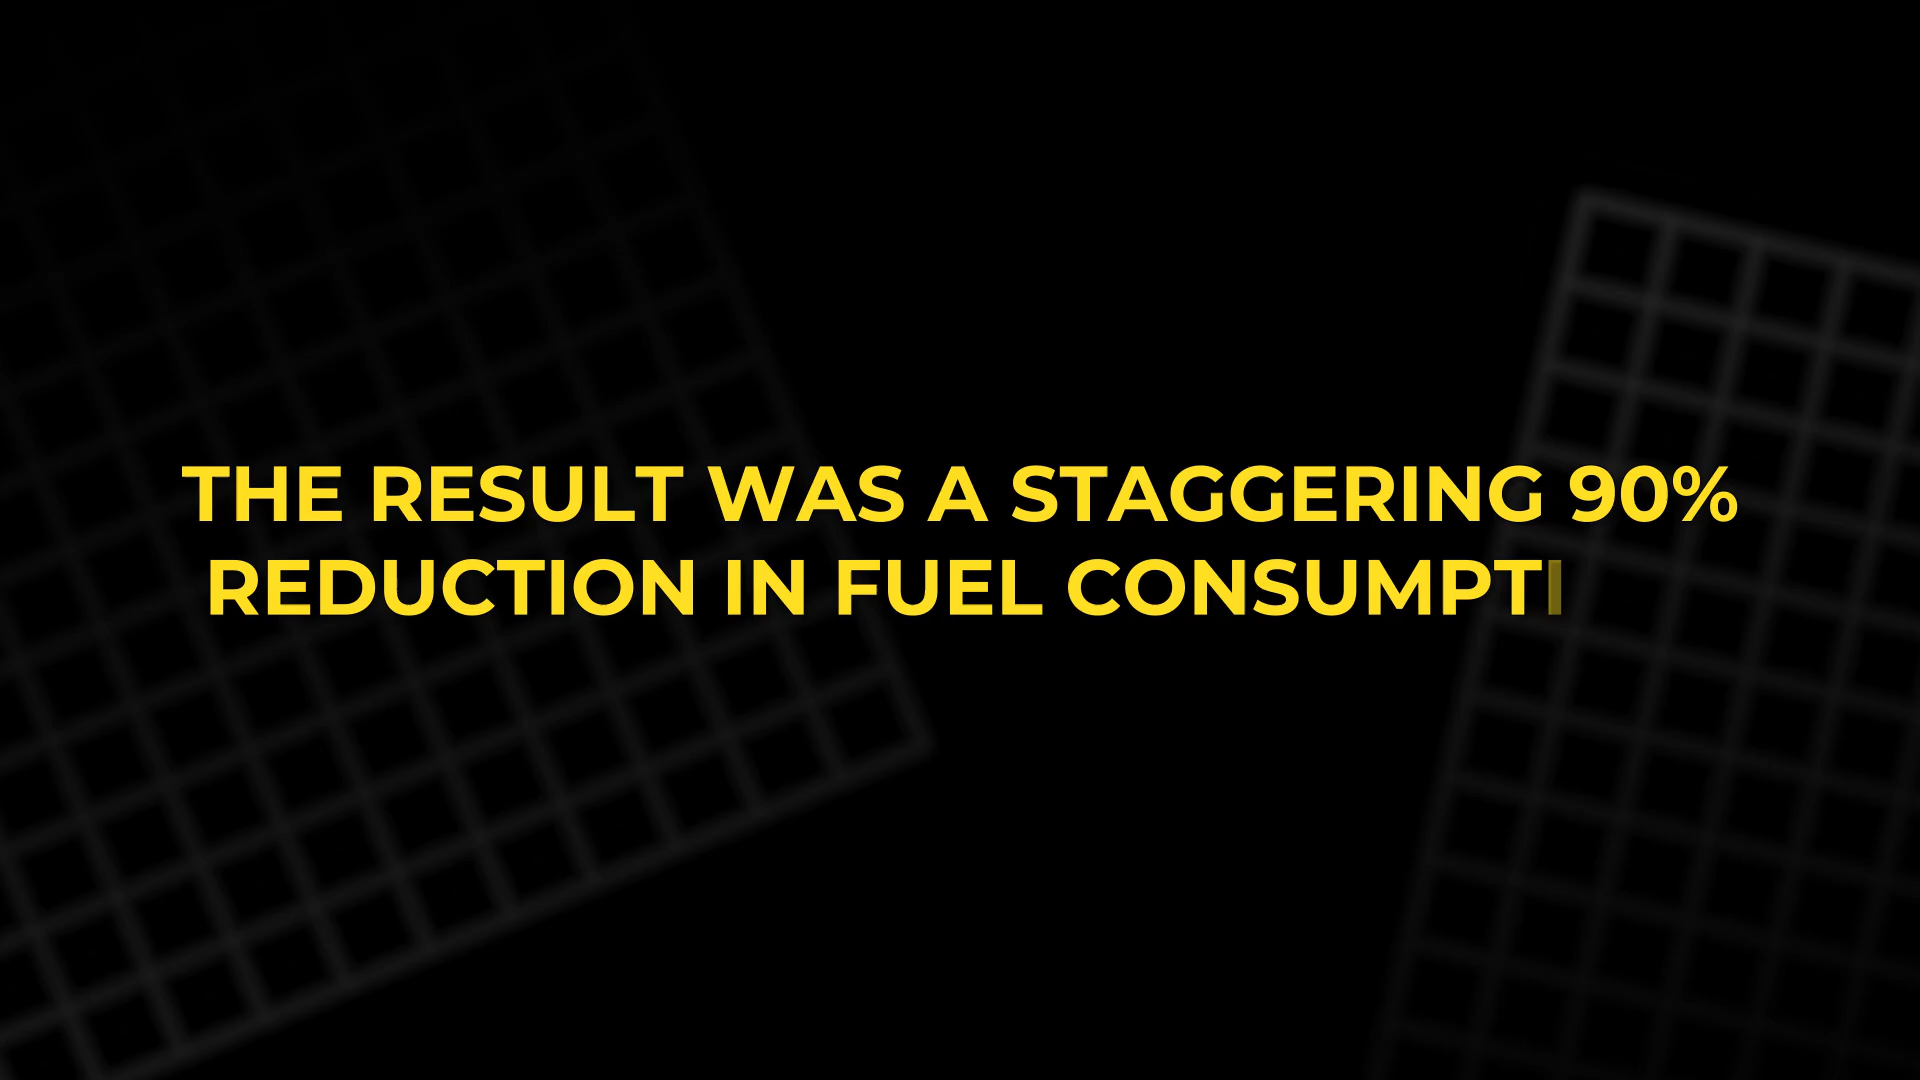 THE RESULT WAS A STAGGERING 90%
REDUCTION IN FUEL CONSUMPTI